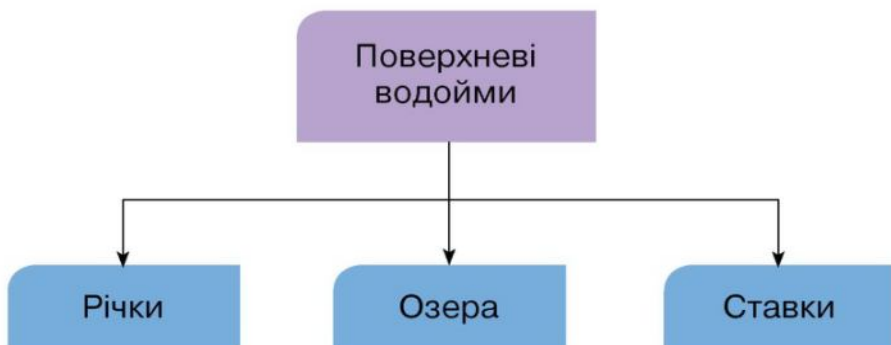 Поверхневі
водойми
Річки
Озера
Ставки